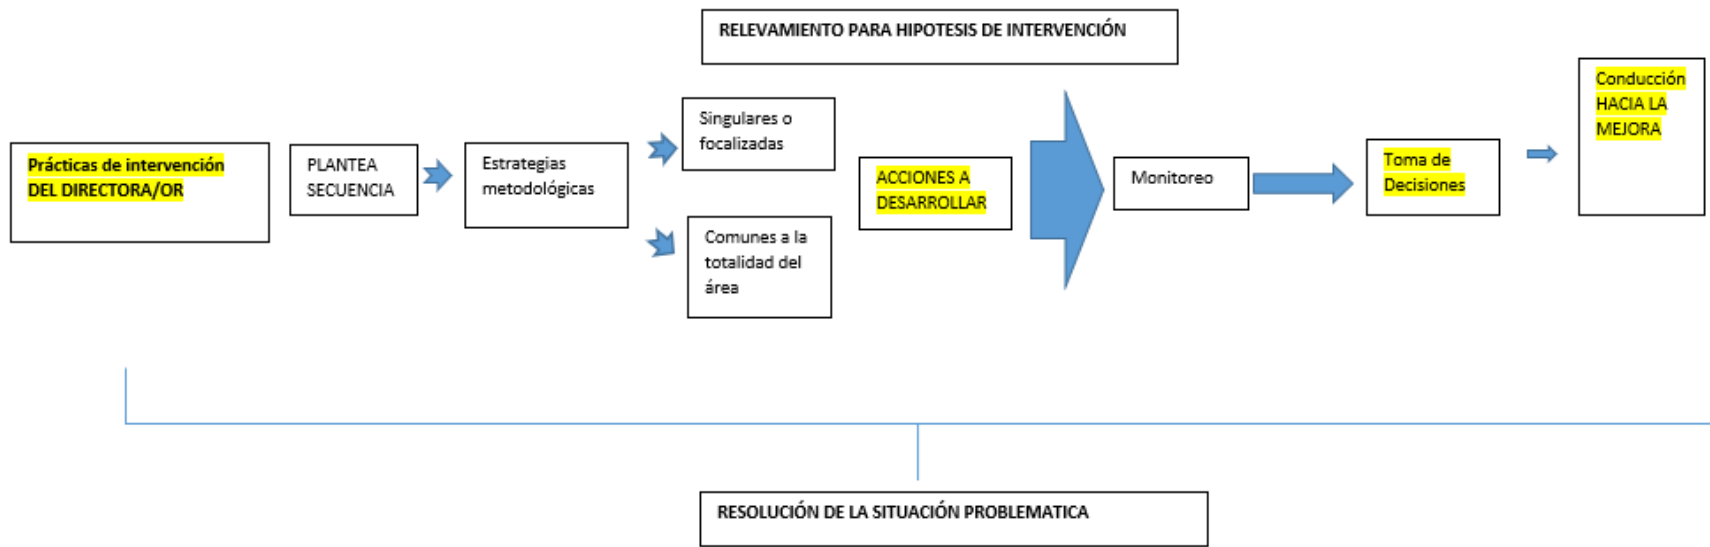 RELEVAMIENTO PARA HIPOTESIS DE INTERVENCIÓN
Prácticas de intervención
DEL DIRECTORA/OR
PLANTEA
SECUENCIA
Estrategias
metodológicas
Singulares o
focalizadas
Comunes a la
totalidad del
área
ACCIONES A
DESARROLLAR
Monitoreo
Toma de
Decisiones
Conducción
HACIA LA
MEJORA
RESOLUCIÓN DE LA SITUACIÓN PROBLEMATICA